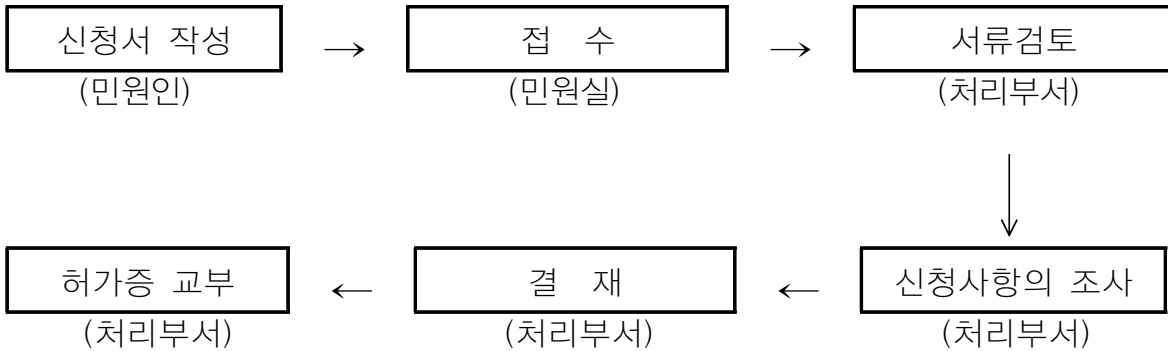 신청서 작성 → 접 수 → 서류검토
(민원인) (민원실) (처리부서)
↓
허가증 교부 ← 결 재 ← 신청사항의 조사
(처리부서) (처리부서) (처리부서)